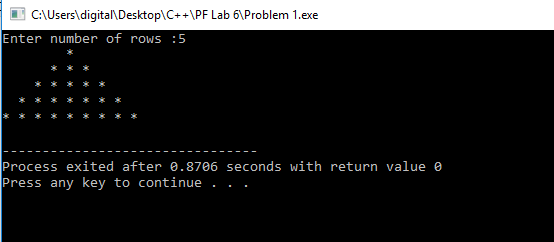 C:\Users\digital\Desktop\C++\PF Lab 6\Problem 1.exe
Enter number of rows :5
        *
      * * *
    * * * * *
  * * * * * * *
* * * * * * * * *
--------------------------------
Process exited after 0.8706 seconds with return value 0
Press any key to continue . . .